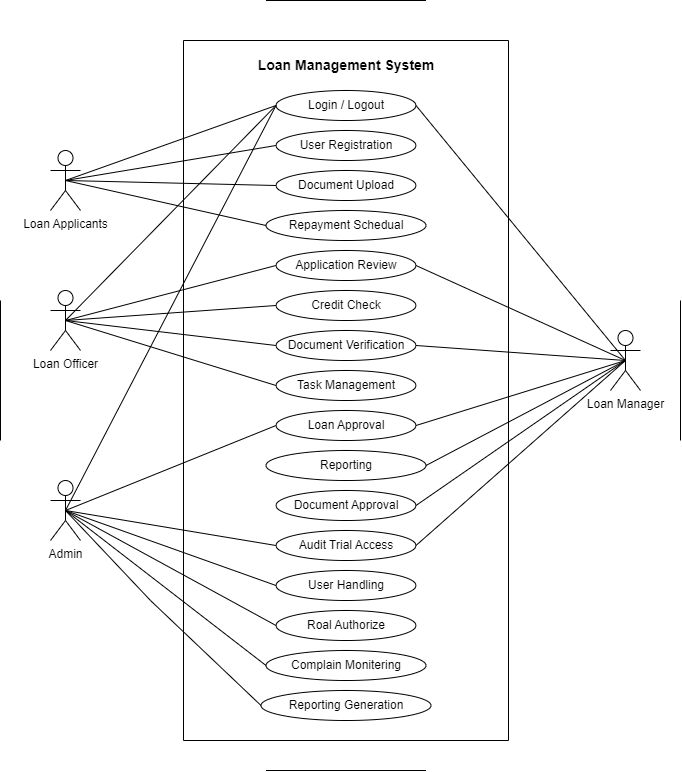 Loan Management System
Login / Logout
User Registration
Document Upload
Loan Applicants
Repayment Schedual
Application Review
Credit Check
Loan Officer
Document Verification
Task Management
Loan Manager
Loan Approval
Reporting
Document Approval
Audit Trial Access
Admin
User Handling
Roal Authorize
Complain Monitering
Reporting Generation